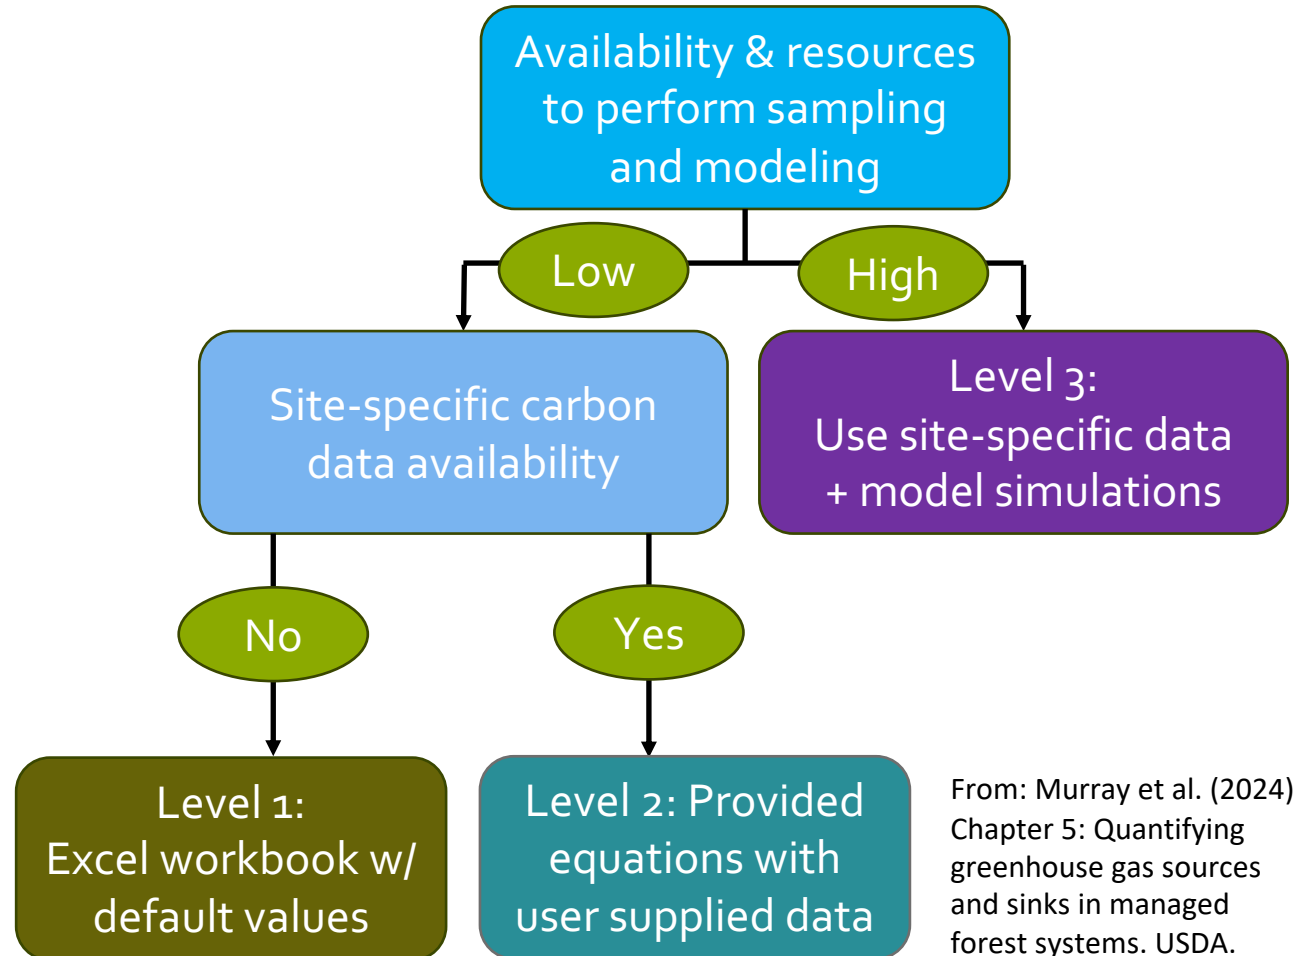 Availability & resources
to perform sampling
and modeling
Low
High
Site-specific carbon
data availability
Level 3:
Use site-specific data
+ model simulations
No
Yes
Level 1:
Excel workbook w/
default values
Level 2: Provided
equations with
user supplied data
From: Murray et al. (2024)
Chapter 5: Quantifying
greenhouse gas sources
and sinks in managed
forest systems. USDA.